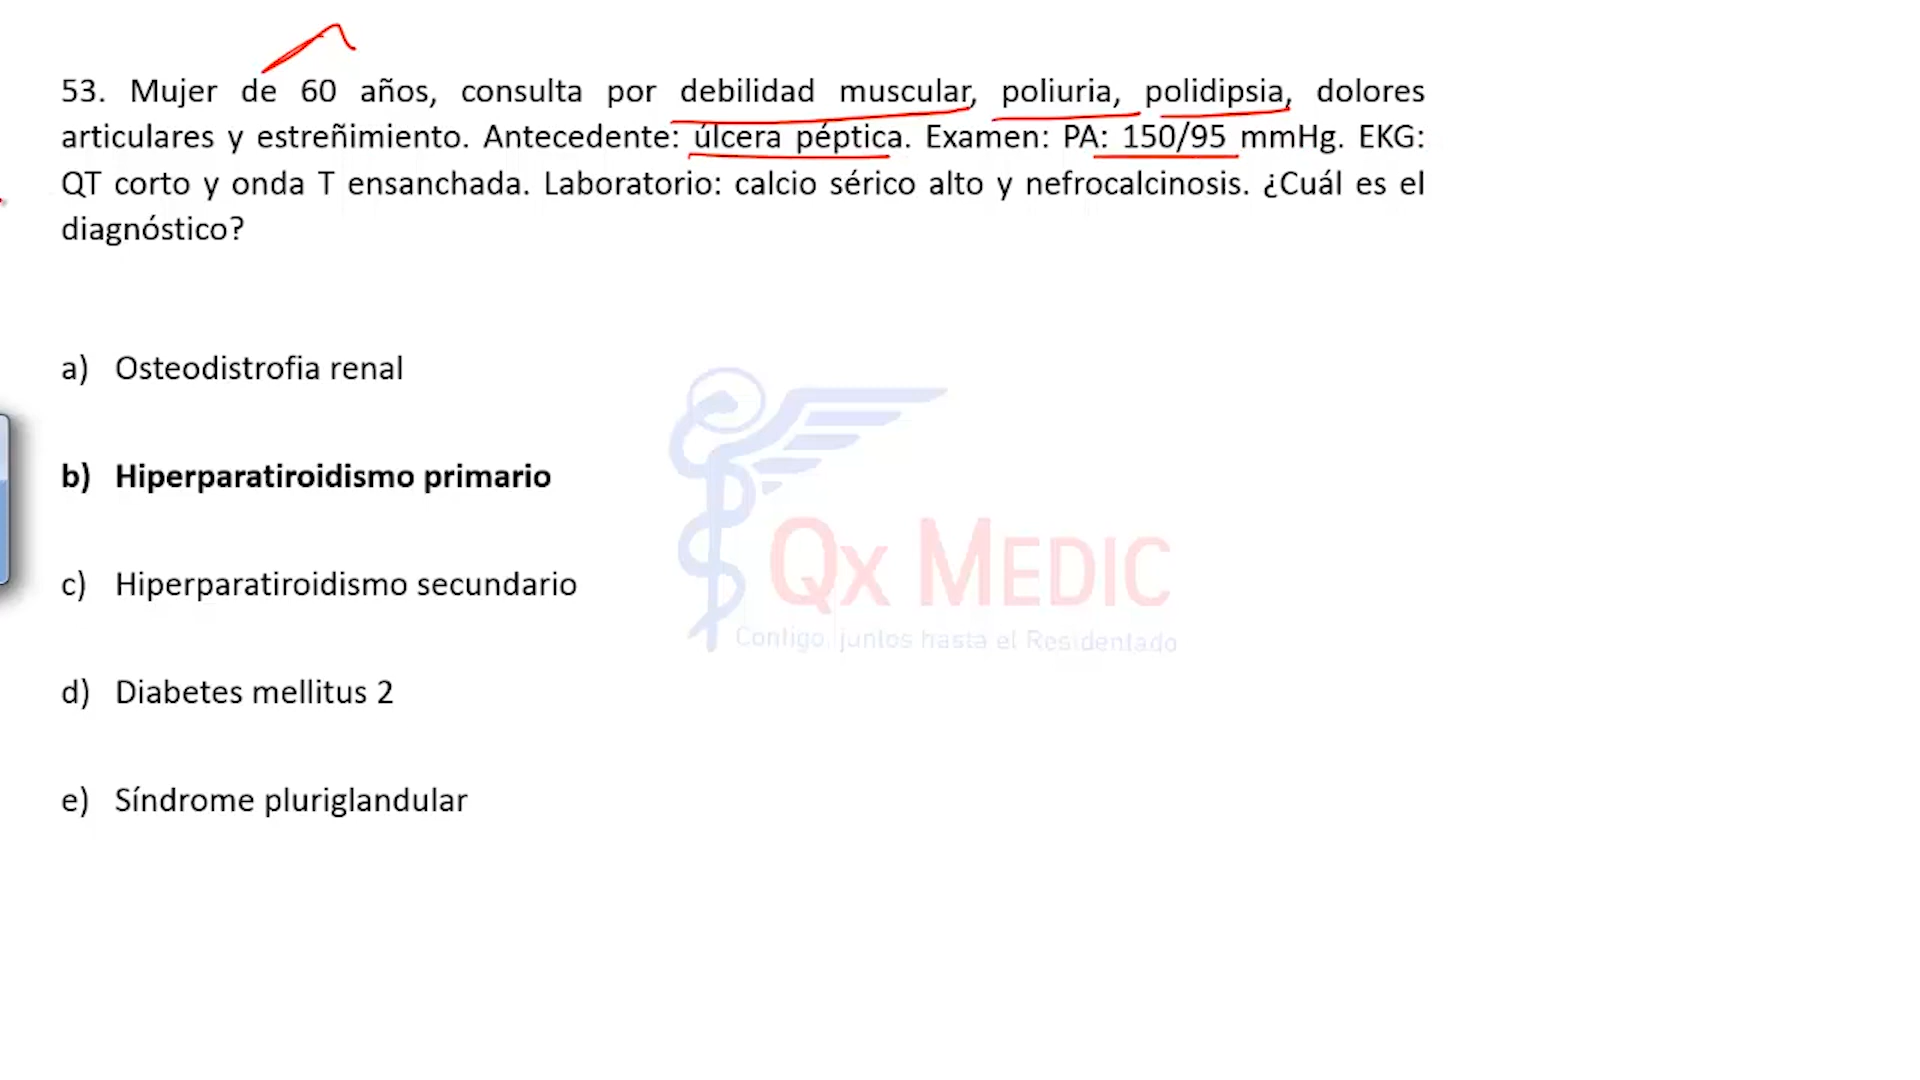 53. Mujer de 60 años, consulta por debilidad muscular, poliuria, polidipsia, dolores
articulares y estreñimiento. Antecedente: úlcera péptica. Examen: PA: 150/95 mmHg. EKG:
QT corto y onda T ensanchada. Laboratorio: calcio sérico alto y nefrocalcinosis. ¿Cuál es el
diagnóstico?
a) Osteodistrofia renal
b) Hiperparatiroidismo primario
c) Hiperparatiroidismo secundario
d) Diabetes mellitus 2
e) Síndrome pluriglandular
QX MEDIC
Contigo, juntos hasta el Residentado